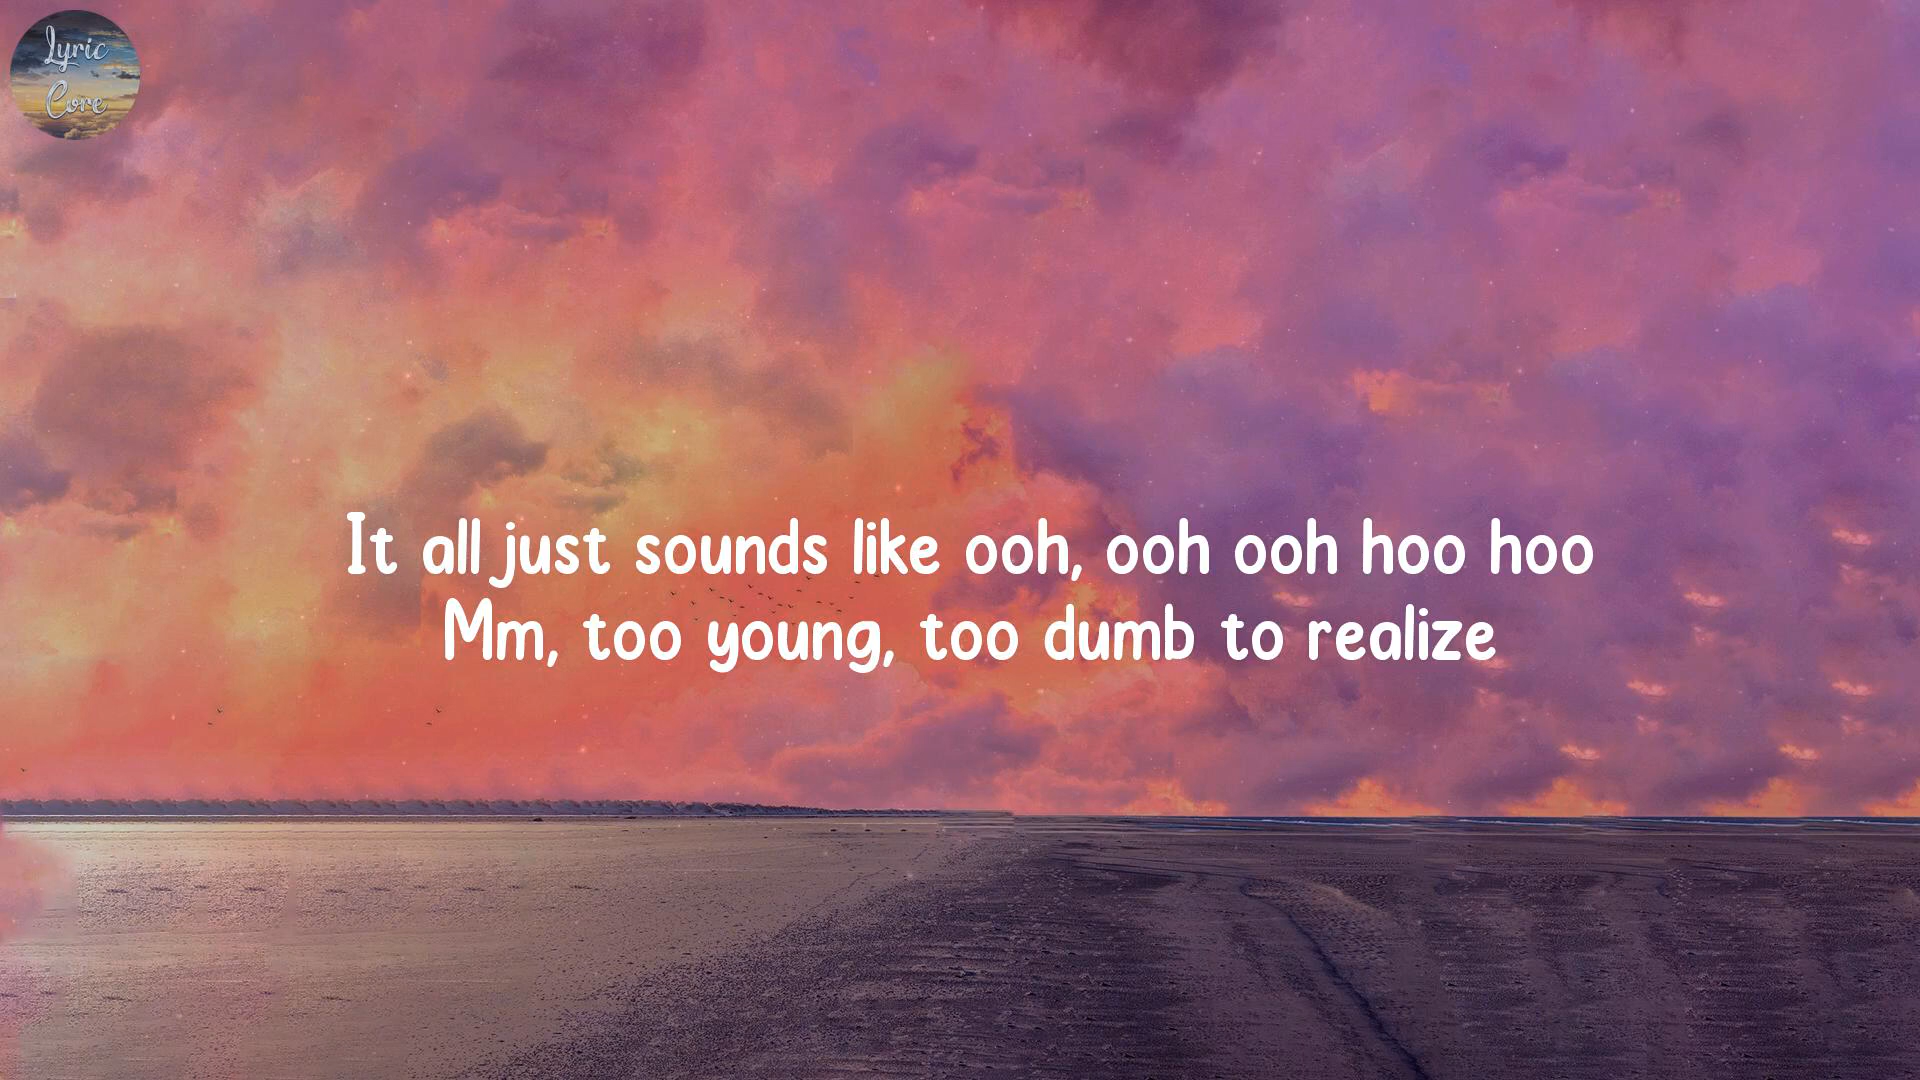 Lyric
Core
It all just sounds like ooh, ooh ooh hoo hoo
Mm, too young, too dumb to realize